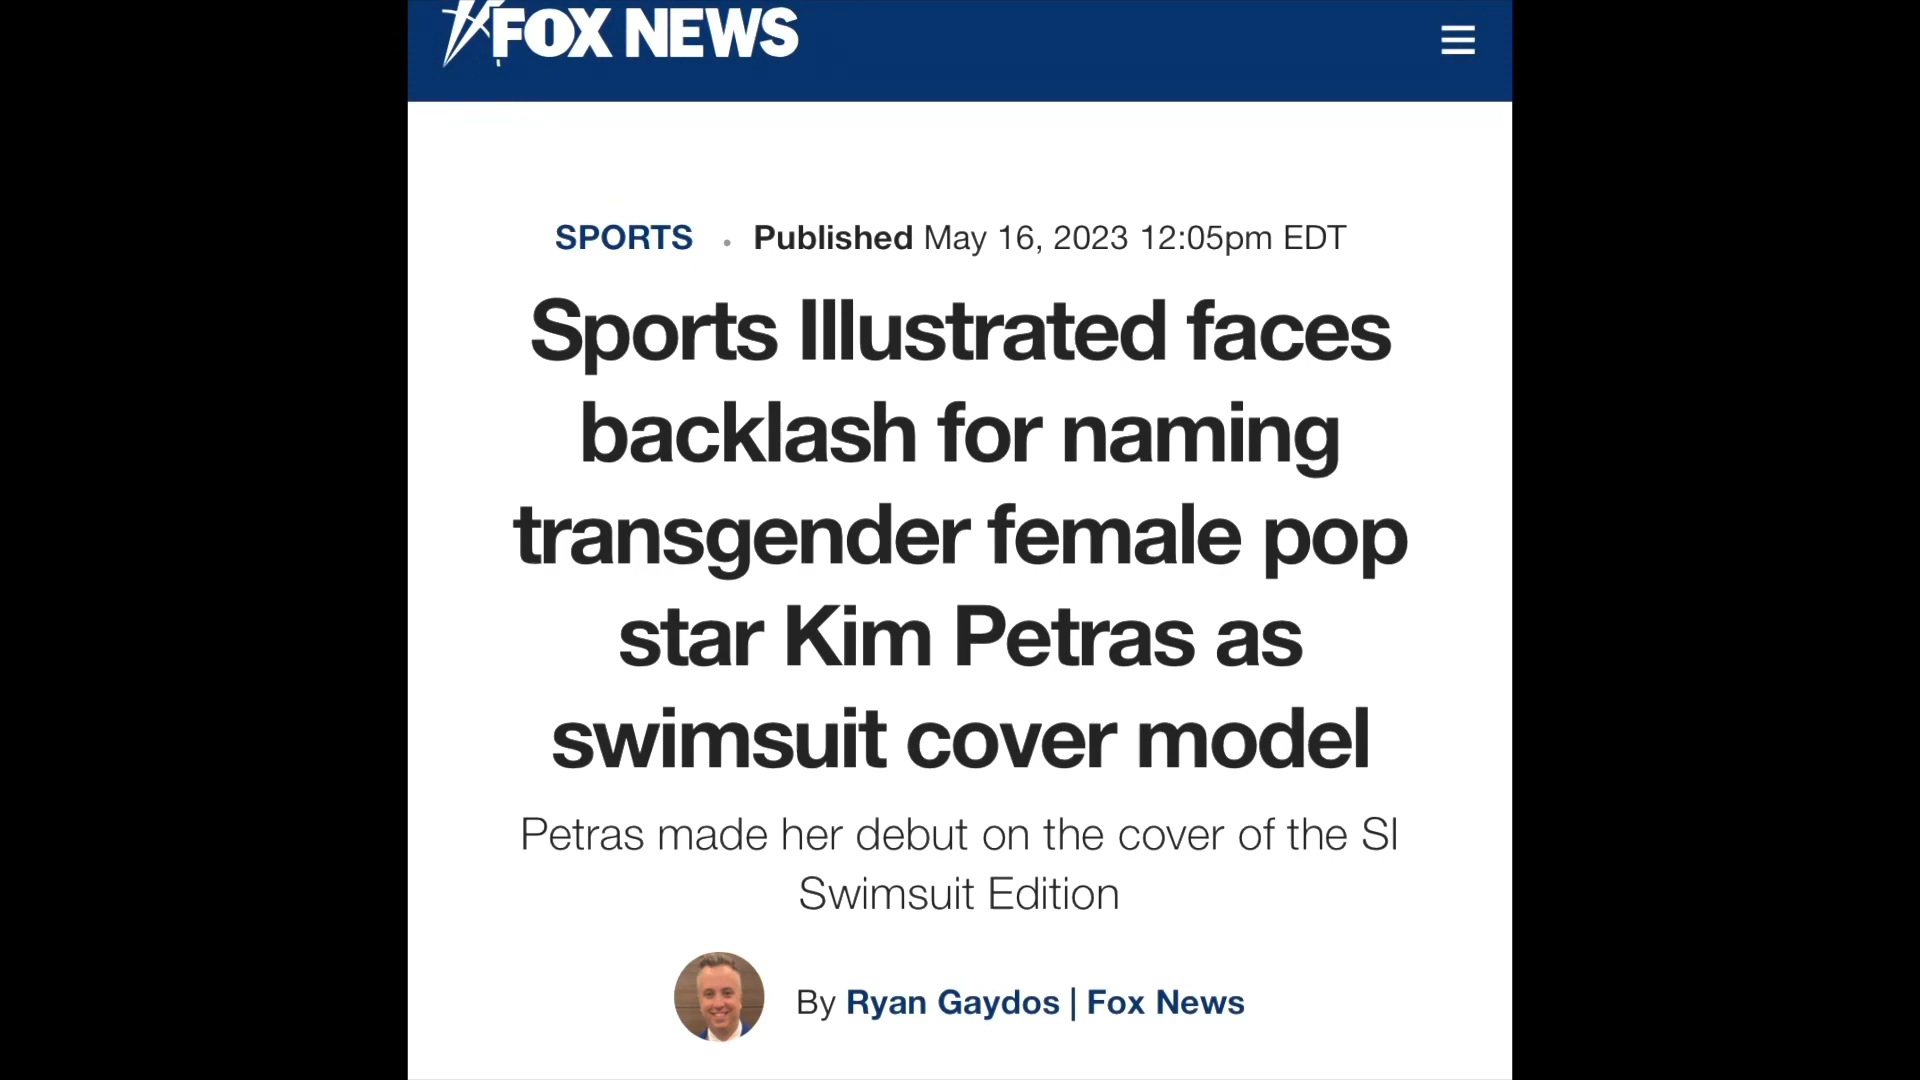 FOX NEWS
SPORTS · Published May 16, 2023 12:05pm EDT
Sports Illustrated faces
backlash for naming
transgender female pop
star Kim Petras as
swimsuit cover model
Petras made her debut on the cover of the SI
Swimsuit Edition
By Ryan Gaydos | Fox News